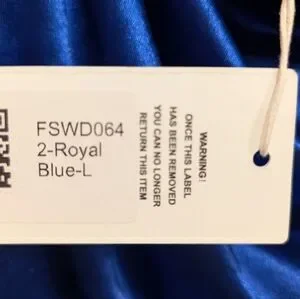 FSWD064
2-Royal
Blue-L
WARNING!
ONCE THIS LABEL
HAS BEEN REMOVED
YOU CAN NO LONGER
RETURN THIS ITEM